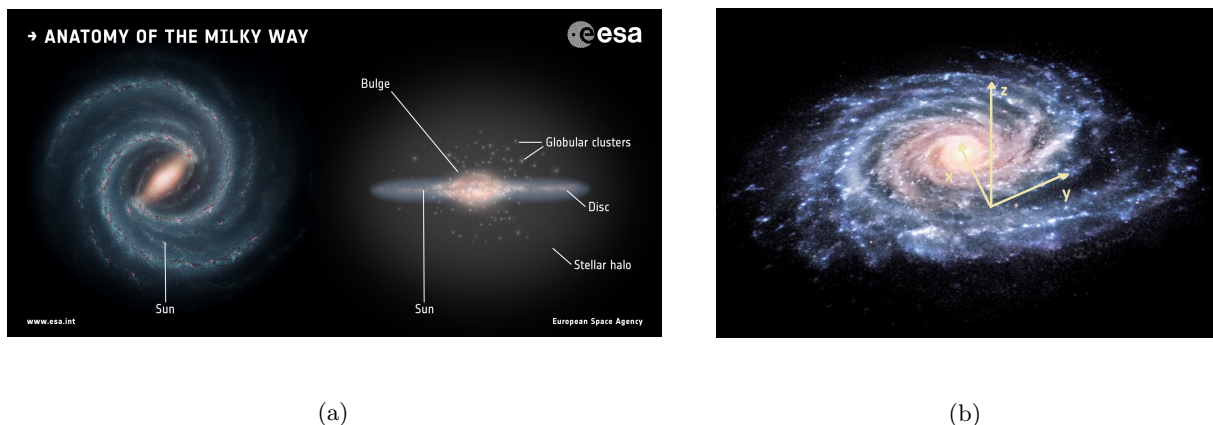 → ANATOMY OF THE MILKY WAY
esa
Bulge
Globular clusters
Disc
Stellar halo
Sun
Sun
www.esa.int
European Space Agency
z
x
y
(a)
(b)